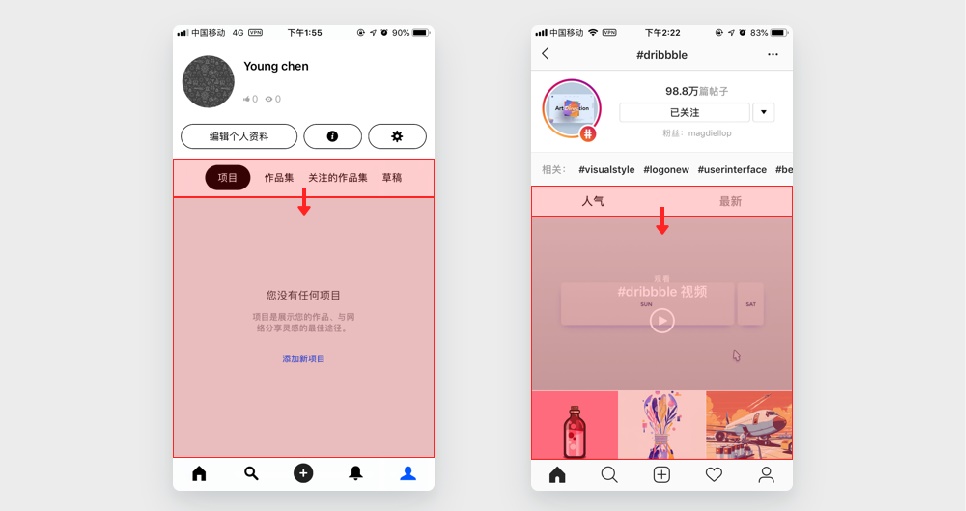 中国移动 4G VPN 下午1:55 90%
Young chen
0 0
编辑个人资料
项目 作品集 关注的作品集 草稿
您没有任何项目
项目是展示您的作品、与网
络分享灵感的最佳途径。
添加新项目
中国移动 VPN 下午2:22 83%
#dribbble
98.8万篇帖子
已关注
粉丝: magdiellop
相关: #visualstyle #logonew #userinterface #be
人气 最新
观看
#dribbble 视频
SUN SAT